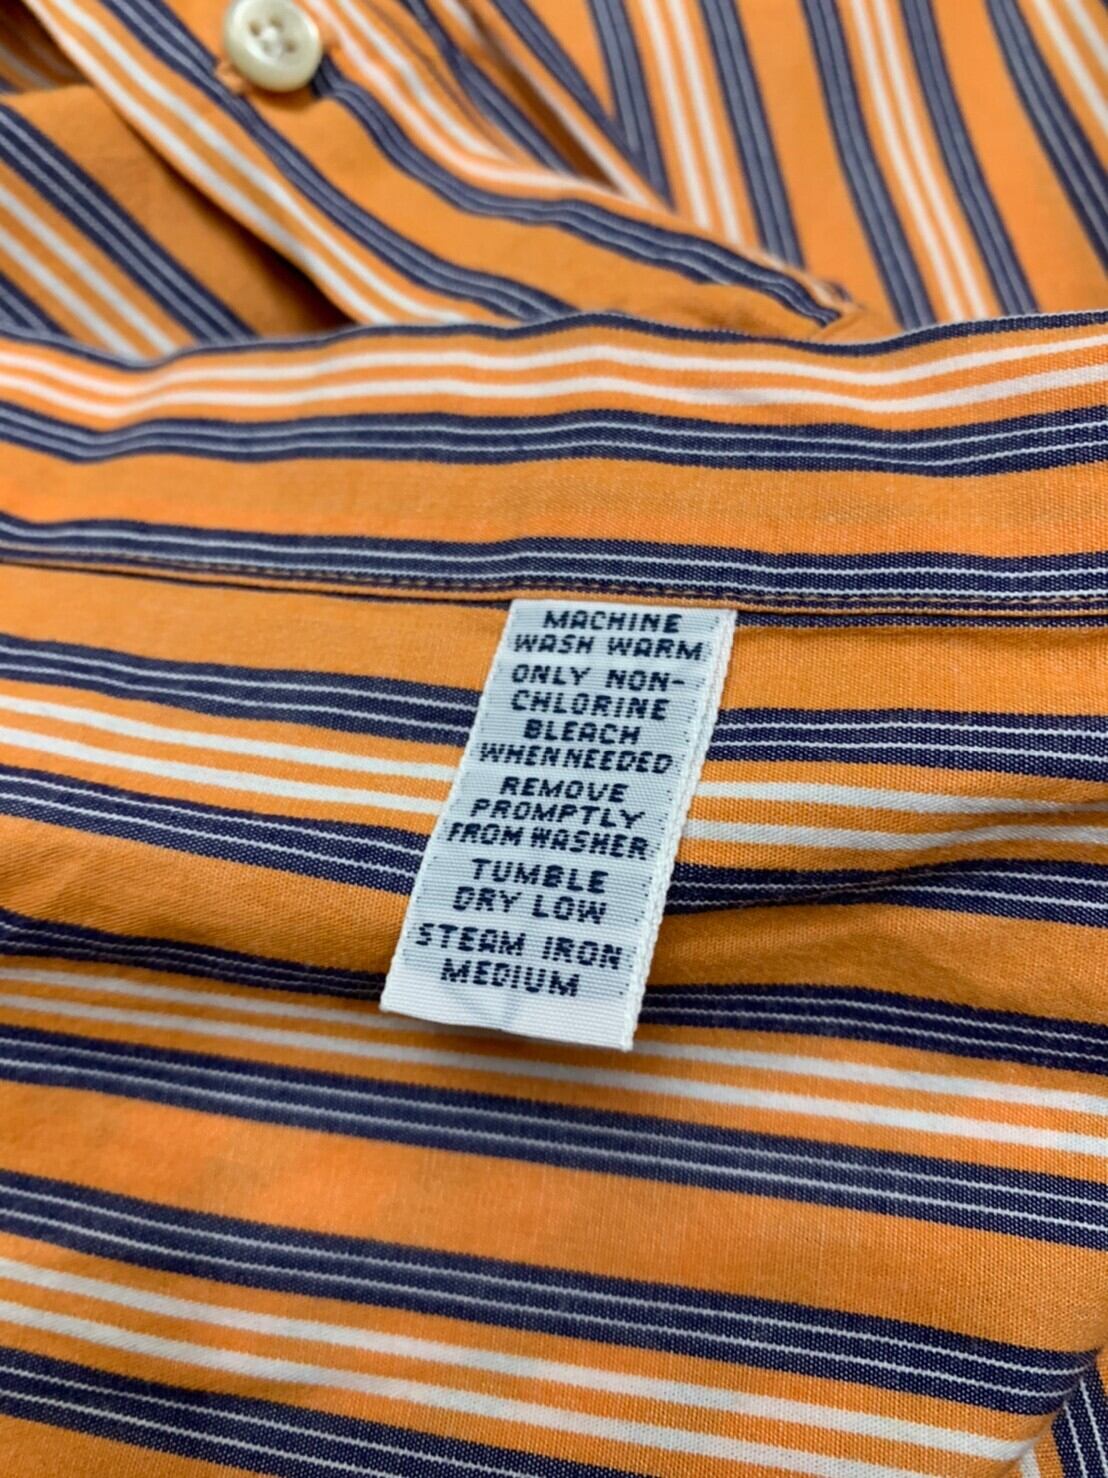 MACHINE
WASH WARM
ONLY NON-
CHLORINE
BLEACH
WHEN NEEDED
REMOVE
PROMPTLY
FROM WASHER
TUMBLE
DRY LOW
STEAM IRON
MEDIUM